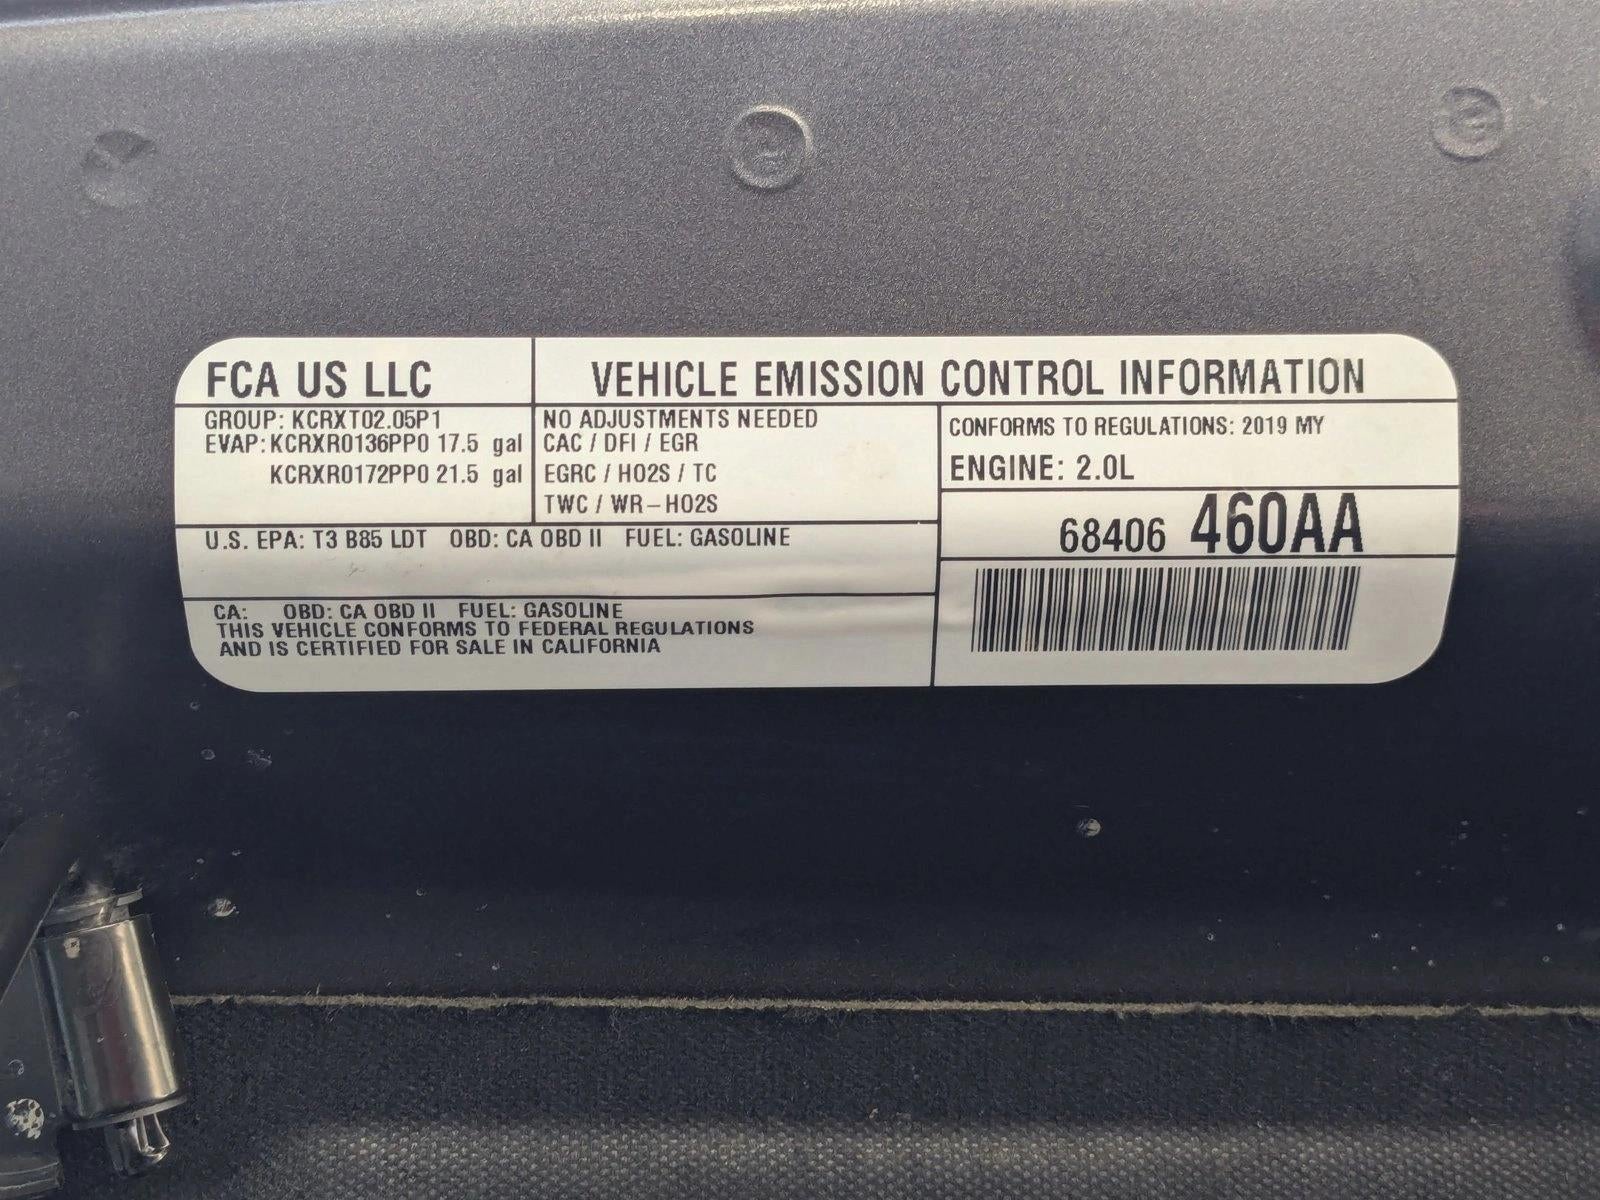 FCA US LLC
VEHICLE EMISSION CONTROL INFORMATION
GROUP: KCRXT02.05P1
EVAP: KCRXR0136PP0 17.5 gal
KCRXR0172PP0 21.5 gal
NO ADJUSTMENTS NEEDED
CAC / DFI / EGR
EGRC / HO2S / TC
TWC / WR-HO2S
CONFORMS TO REGULATIONS: 2019 MY
ENGINE: 2.0L
68406 460AA
U.S. EPA: T3 B85 LDT OBD: CA OBD II FUEL: GASOLINE
CA: OBD: CA OBD II FUEL: GASOLINE
THIS VEHICLE CONFORMS TO FEDERAL REGULATIONS
AND IS CERTIFIED FOR SALE IN CALIFORNIA